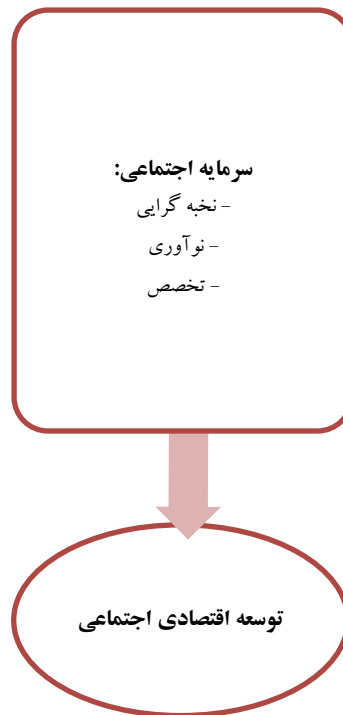 سرمایه اجتماعی:
- نخبه گرایی
- نوآوری
- تخصص
توسعه اقتصادی اجتماعی